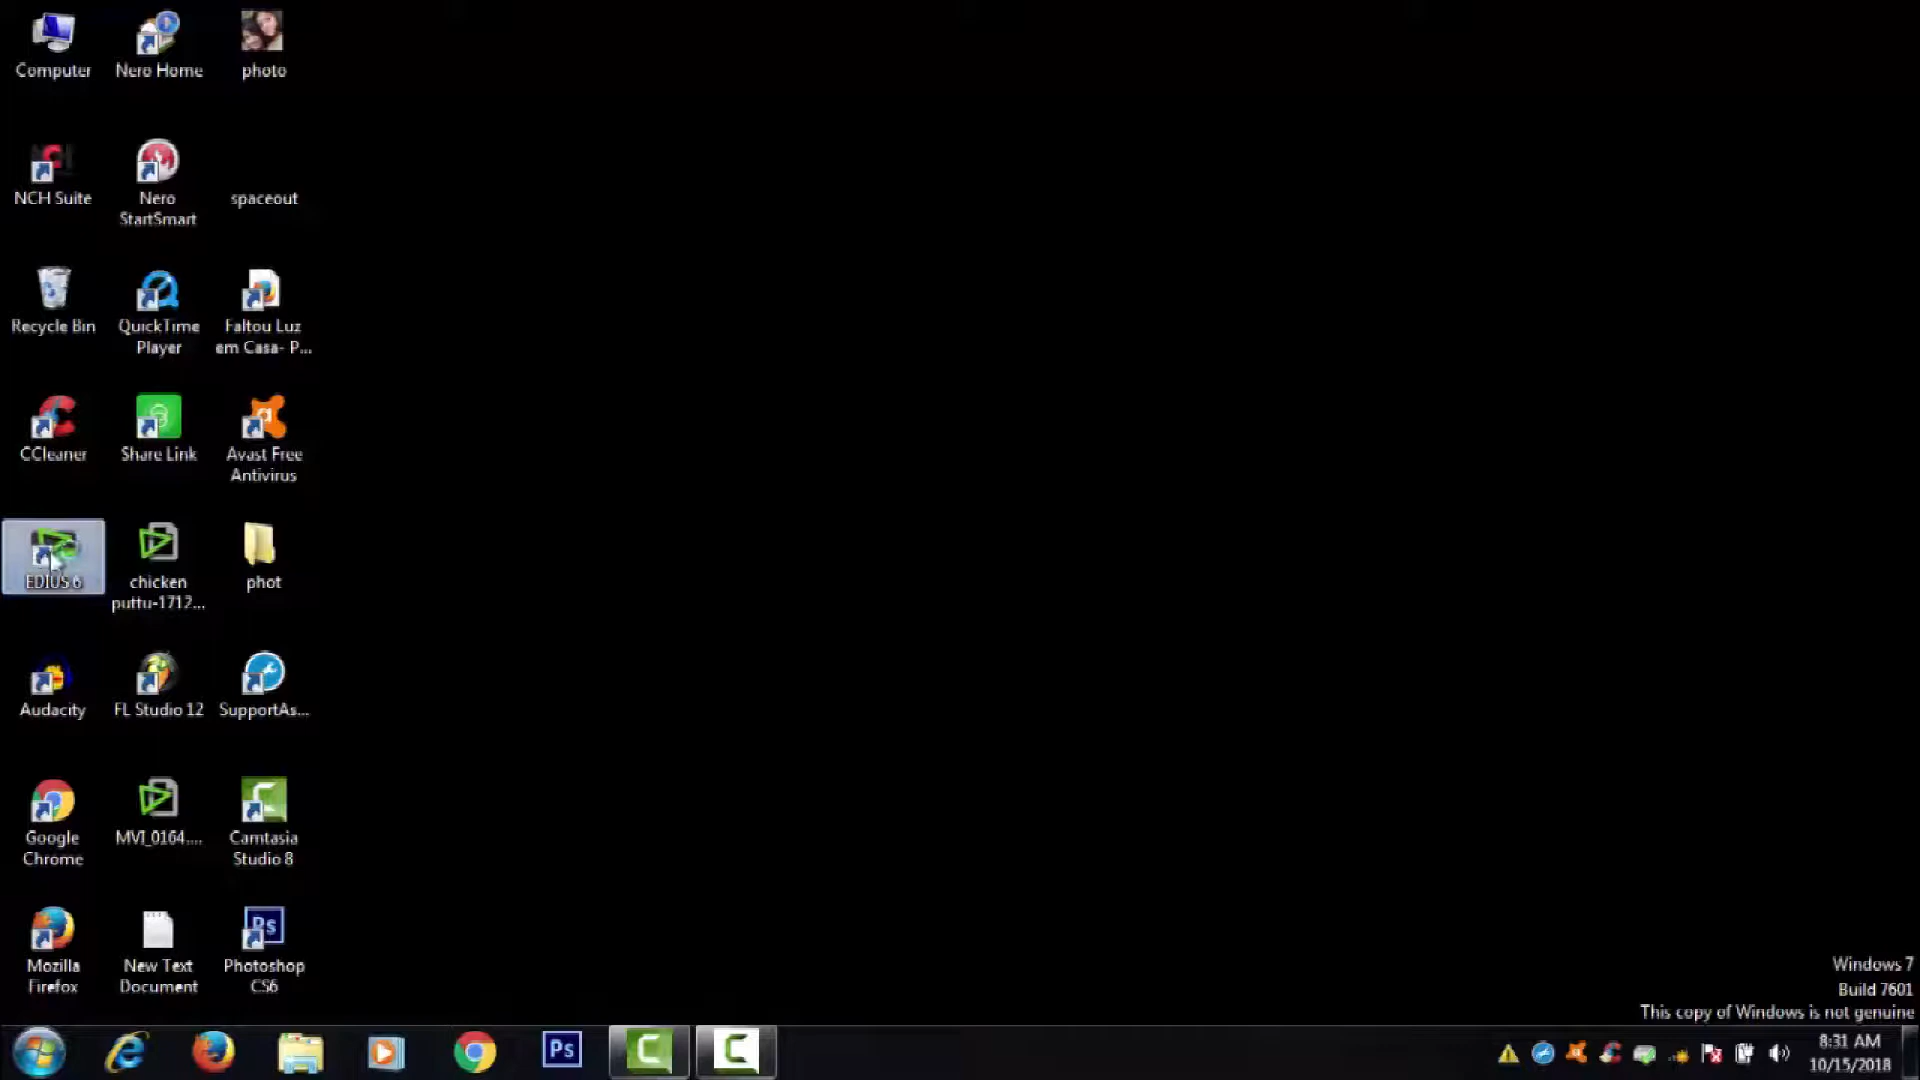 Computer
Nero Home
photo
NCH Suite
Nero
StartSmart
spaceout
Recycle Bin
QuickTime
Player
Faltou Luz
em Casa- P...
CCleaner
Share Link
Avast Free
Antivirus
EDIUS 6
chicken
puttu-1712...
phot
Audacity
FL Studio 12
SupportAs...
Google
Chrome
MVI_0164....
Camtasia
Studio 8
Mozilla
Firefox
New Text
Document
Ps
Photoshop
CS6
Windows 7
Build 7601
This copy of Windows is not genuine
Ps
8:31 AM
10/15/2018